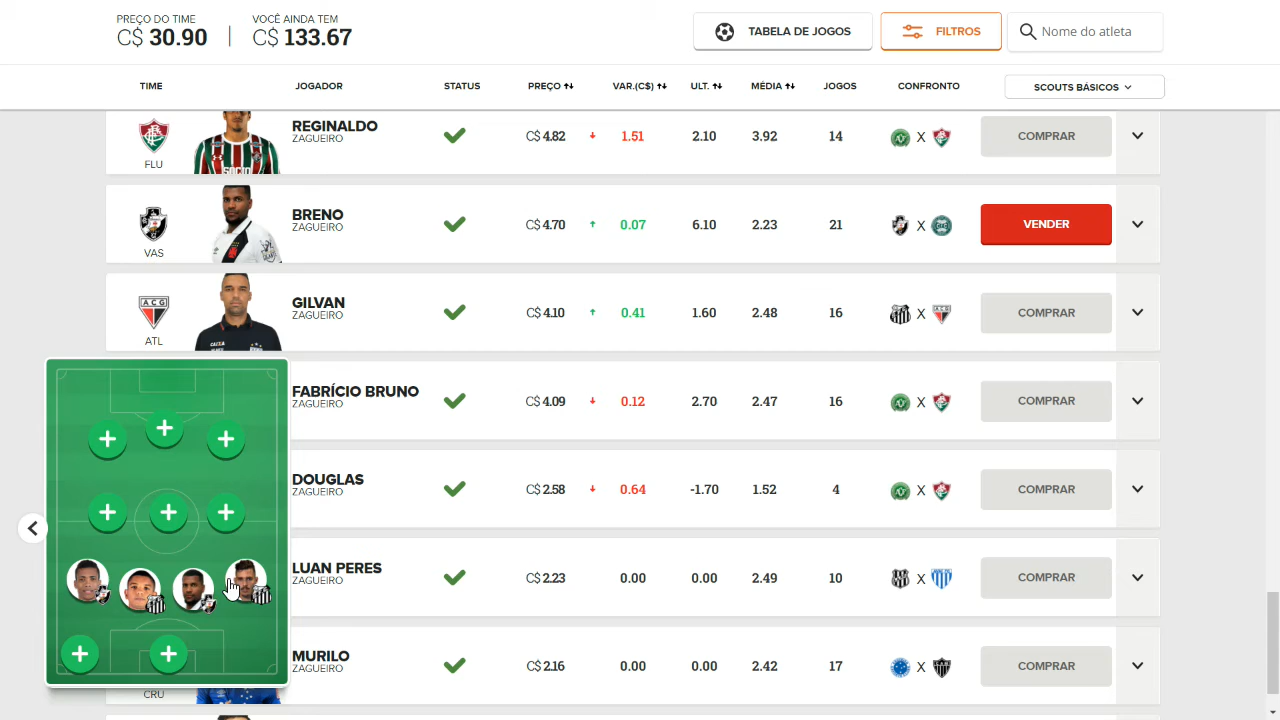 PREÇO DO TIME
C$ 30.90
VOCÊ AINDA TEM
C$ 133.67
TABELA DE JOGOS
FILTROS
Nome do atleta
TIME JOGADOR STATUS PREÇO VAR.(C$) ULT. MÉDIA JOGOS CONFRONTO SCOUTS BÁSICOS
FLU
REGINALDO
ZAGUEIRO
C$ 4.82 1.51 2.10 3.92 14 X COMPRAR
SOCIO
VAS
BRENO
ZAGUEIRO
C$ 4.70 0.07 6.10 2.23 21 X VENDER
ACG
ATL
GILVAN
ZAGUEIRO
C$ 4.10 0.41 1.60 2.48 16 X COMPRAR
CAIXA
FABRÍCIO BRUNO
ZAGUEIRO
C$ 4.09 0.12 2.70 2.47 16 X COMPRAR
DOUGLAS
ZAGUEIRO
C$ 2.58 0.64 -1.70 1.52 4 X COMPRAR
LUAN PERES
ZAGUEIRO
C$ 2.23 0.00 0.00 2.49 10 X COMPRAR
CRU
MURILO
ZAGUEIRO
C$ 2.16 0.00 0.00 2.42 17 X COMPRAR